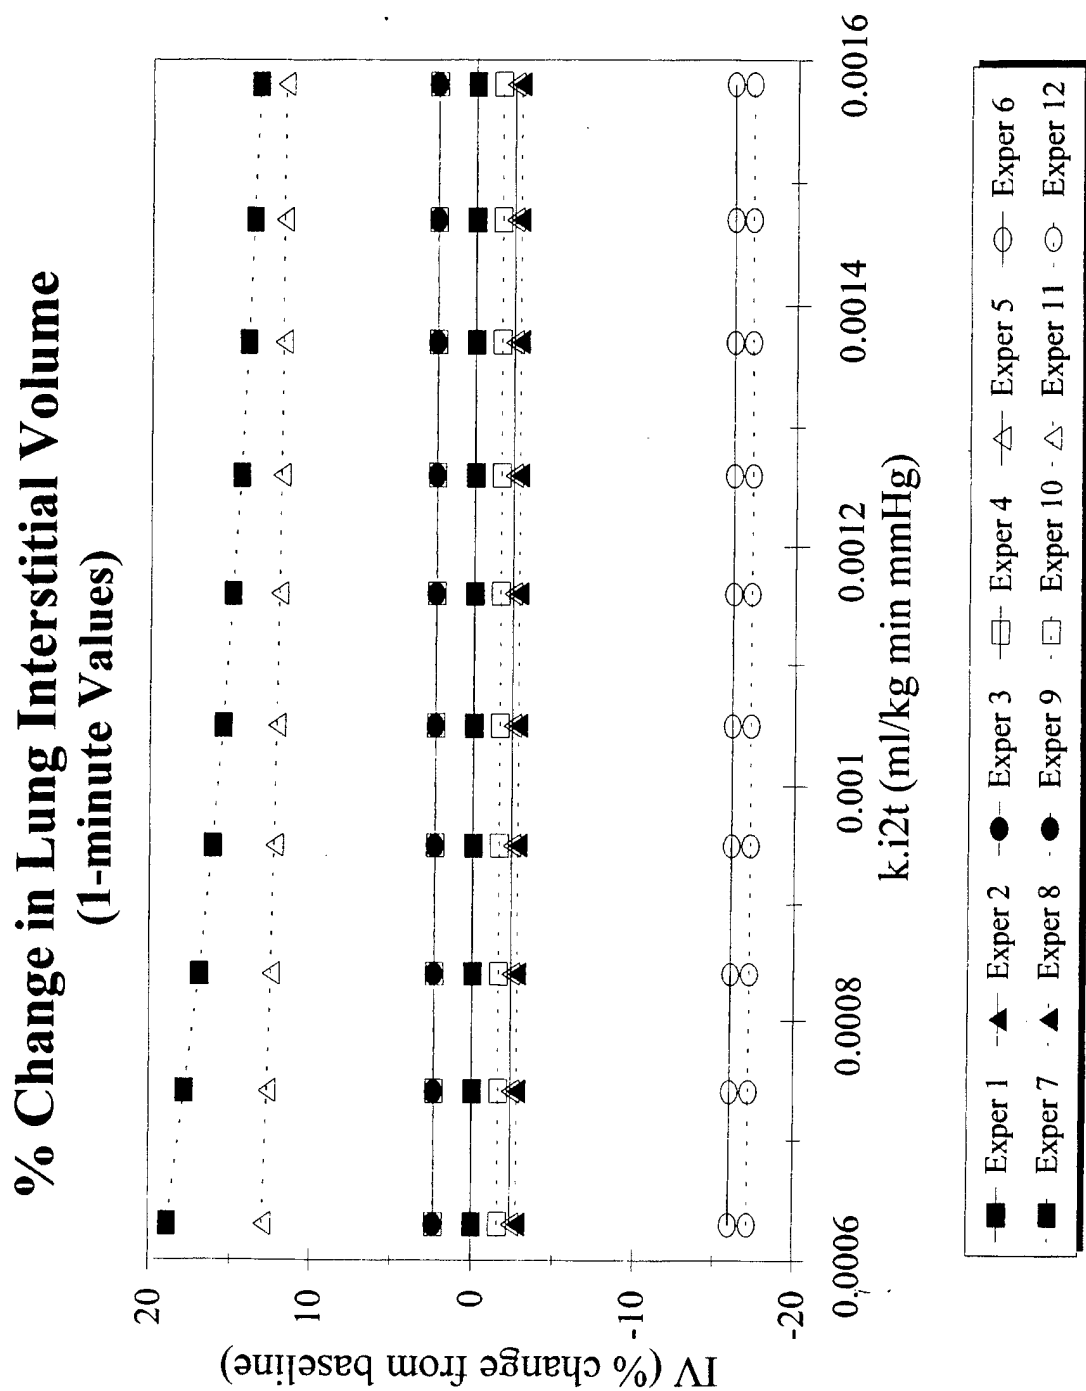 % Change in Lung Interstitial Volume
(1-minute Values)
IV (% change from baseline)
20
10
0
-10
-20
0.0006
0.0008
0.001
0.0012
0.0014
0.0016
k.i2t (ml/kg min mmHg)
Exper 1 Exper 2 Exper 3 Exper 4 Exper 5 Exper 6
Exper 7 Exper 8 Exper 9 Exper 10 Exper 11 Exper 12